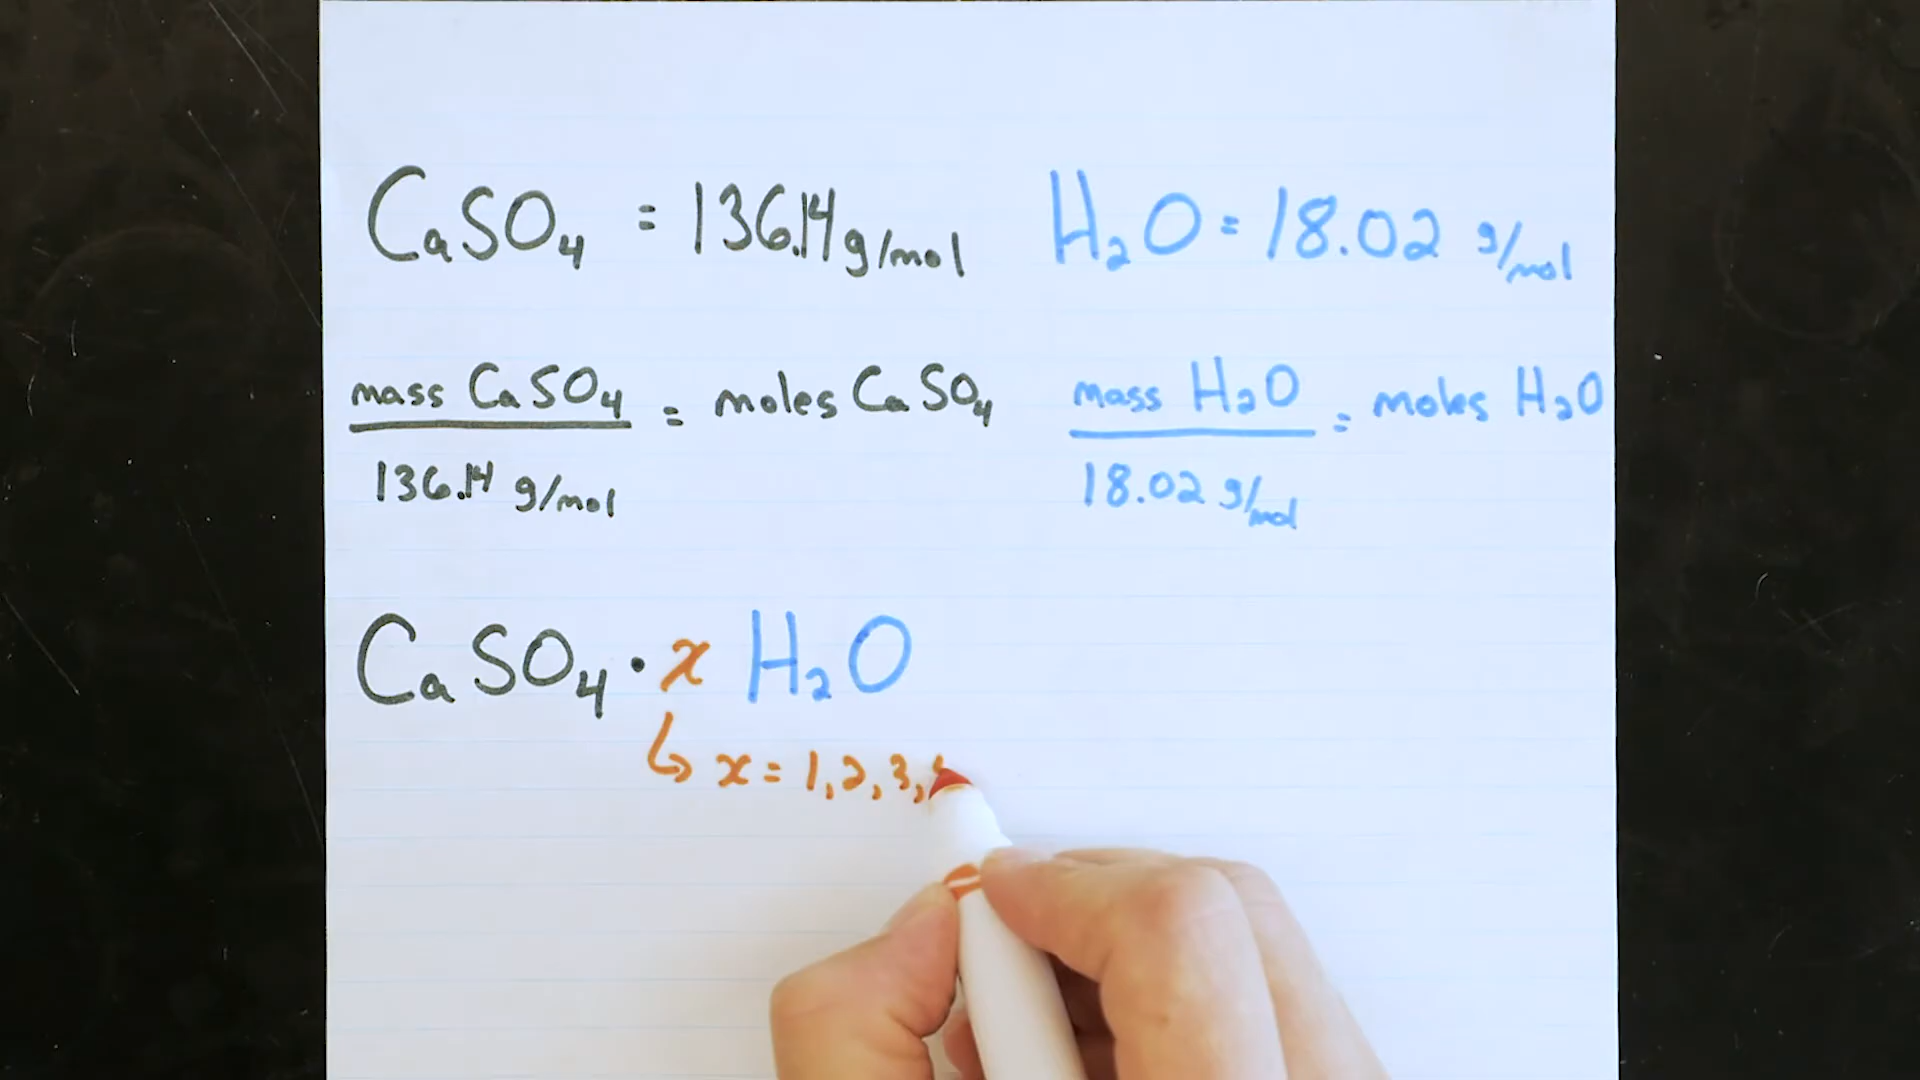 CaSO₄ = 136.14 g/mol
H₂O = 18.02 g/mol
mass CaSO₄ = moles CaSO₄
136.14 g/mol
mass H₂O = moles H₂O
18.02 g/mol
CaSO₄ · x H₂O
x = 1, 2, 3,